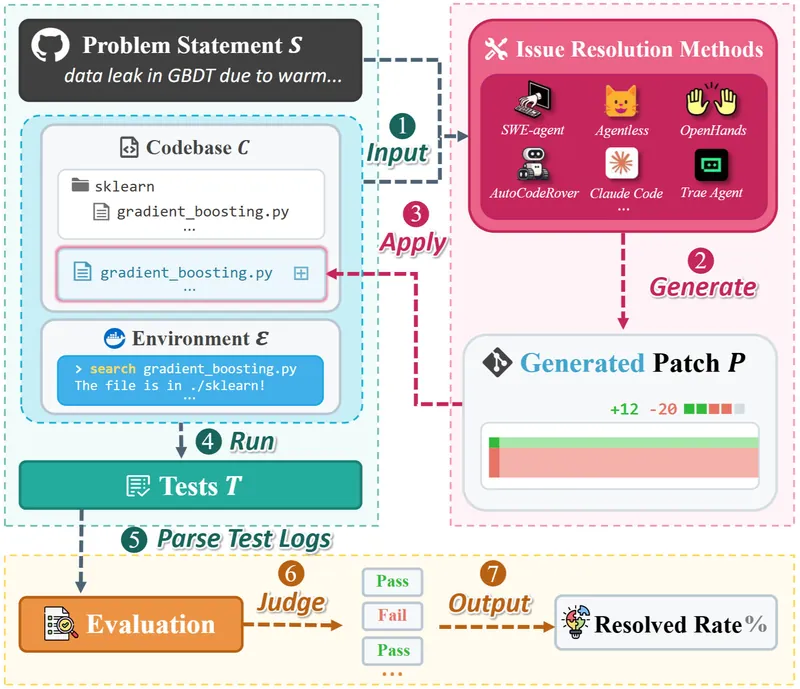 Problem Statement S
data leak in GBDT due to warm...
Codebase C
sklearn
gradient_boosting.py
...
gradient_boosting.py
...
Environment ℰ
> search gradient_boosting.py
The file is in ./sklearn!
...
4 Run
Tests T
5 Parse Test Logs
1
Input
3
Apply
Issue Resolution Methods
SWE-agent
Agentless
OpenHands
AutoCodeRover
Claude Code
Trae Agent
...
2
Generate
Generated Patch P
+12 -20
Evaluation
6
Judge
Pass
Fail
Pass
...
7
Output
Resolved Rate%